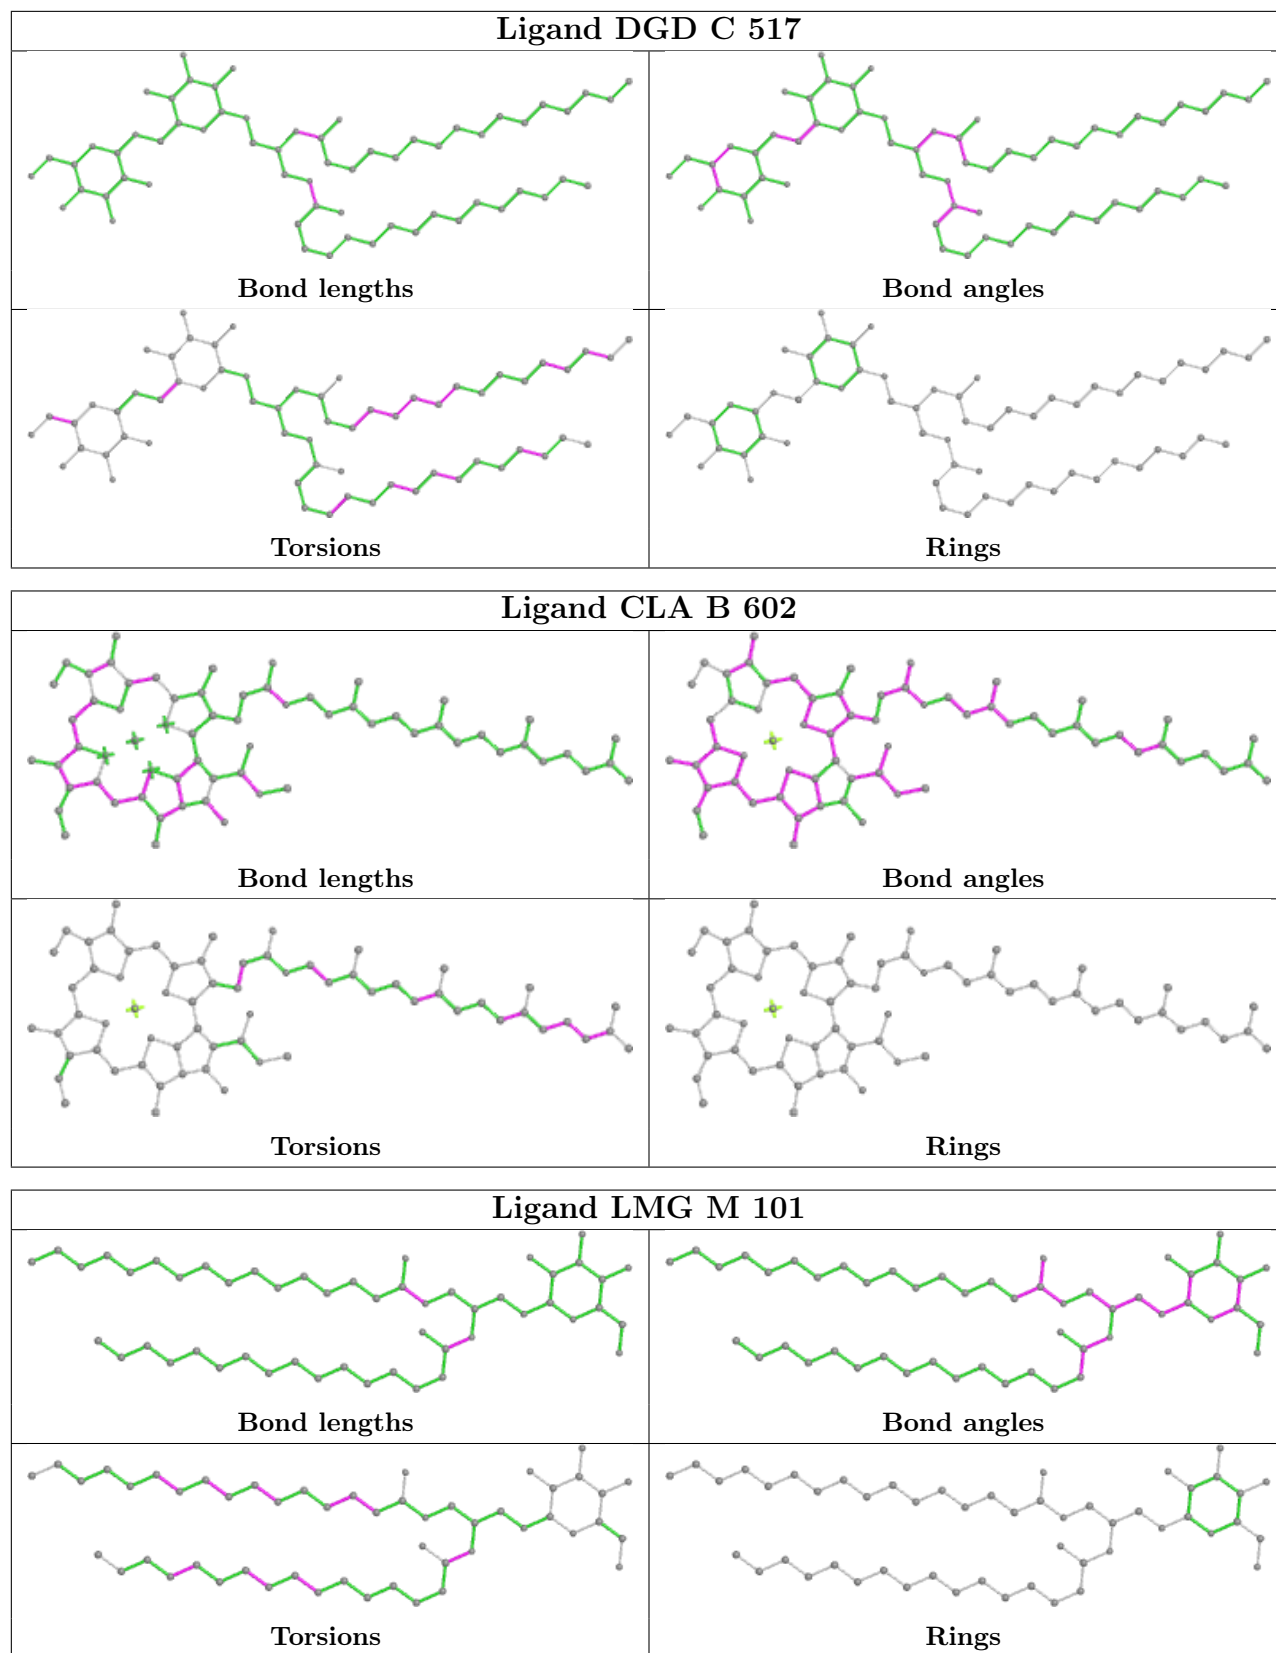 Ligand DGD C 517
Bond lengths
Bond angles
Torsions
Rings
Ligand CLA B 602
Bond lengths
Bond angles
Torsions
Rings
Ligand LMG M 101
Bond lengths
Bond angles
Torsions
Rings